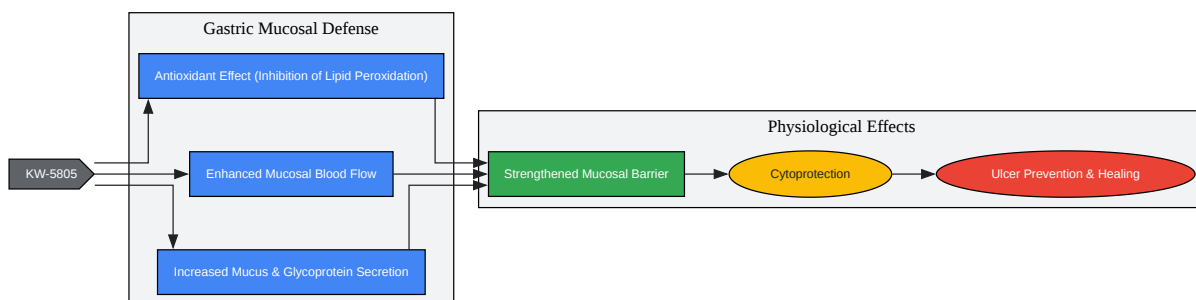 Gastric Mucosal Defense
Antioxidant Effect (Inhibition of Lipid Peroxidation)
KW-5805
Enhanced Mucosal Blood Flow
Increased Mucus & Glycoprotein Secretion
Physiological Effects
Strengthened Mucosal Barrier
Cytoprotection
Ulcer Prevention & Healing